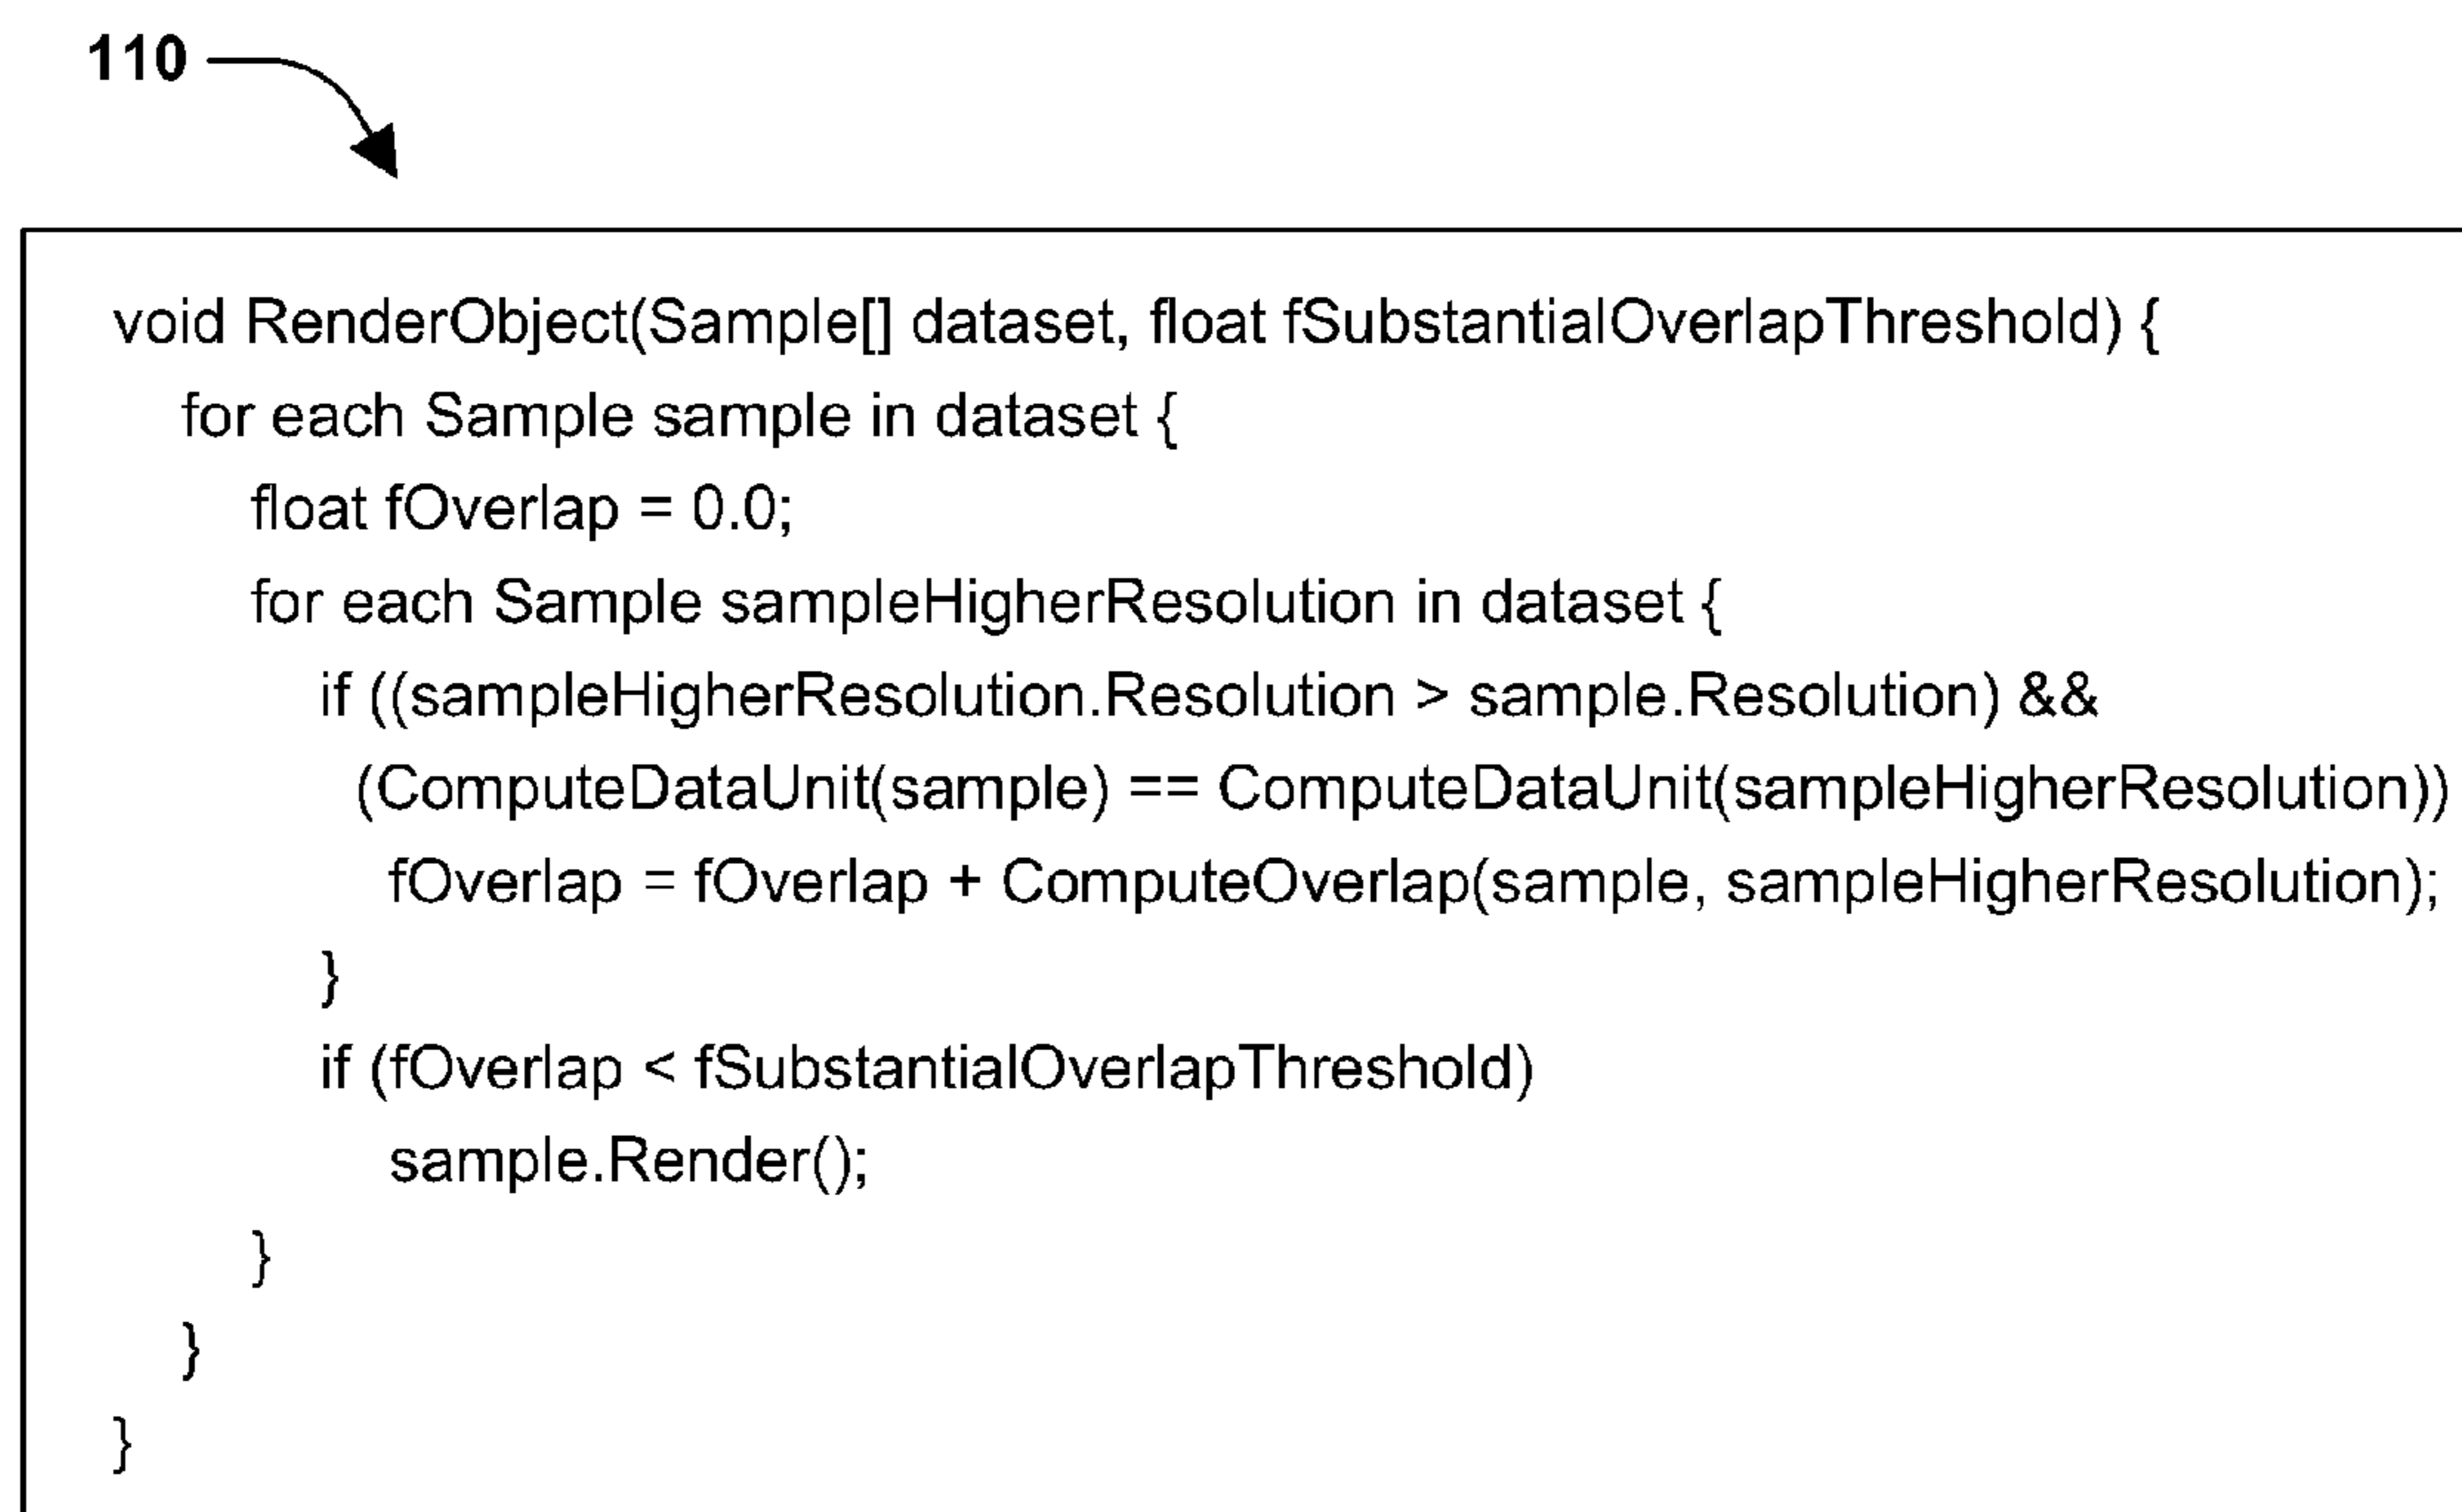 110
void RenderObject(Sample[] dataset, float fSubstantialOverlapThreshold) {
for each Sample sample in dataset {
float fOverlap = 0.0;
for each Sample sampleHigherResolution in dataset {
if ((sampleHigherResolution.Resolution > sample.Resolution) &&
(ComputeDataUnit(sample) == ComputeDataUnit(sampleHigherResolution))
fOverlap = fOverlap + ComputeOverlap(sample, sampleHigherResolution);
}
if (fOverlap < fSubstantialOverlapThreshold)
sample.Render();
}
}
}